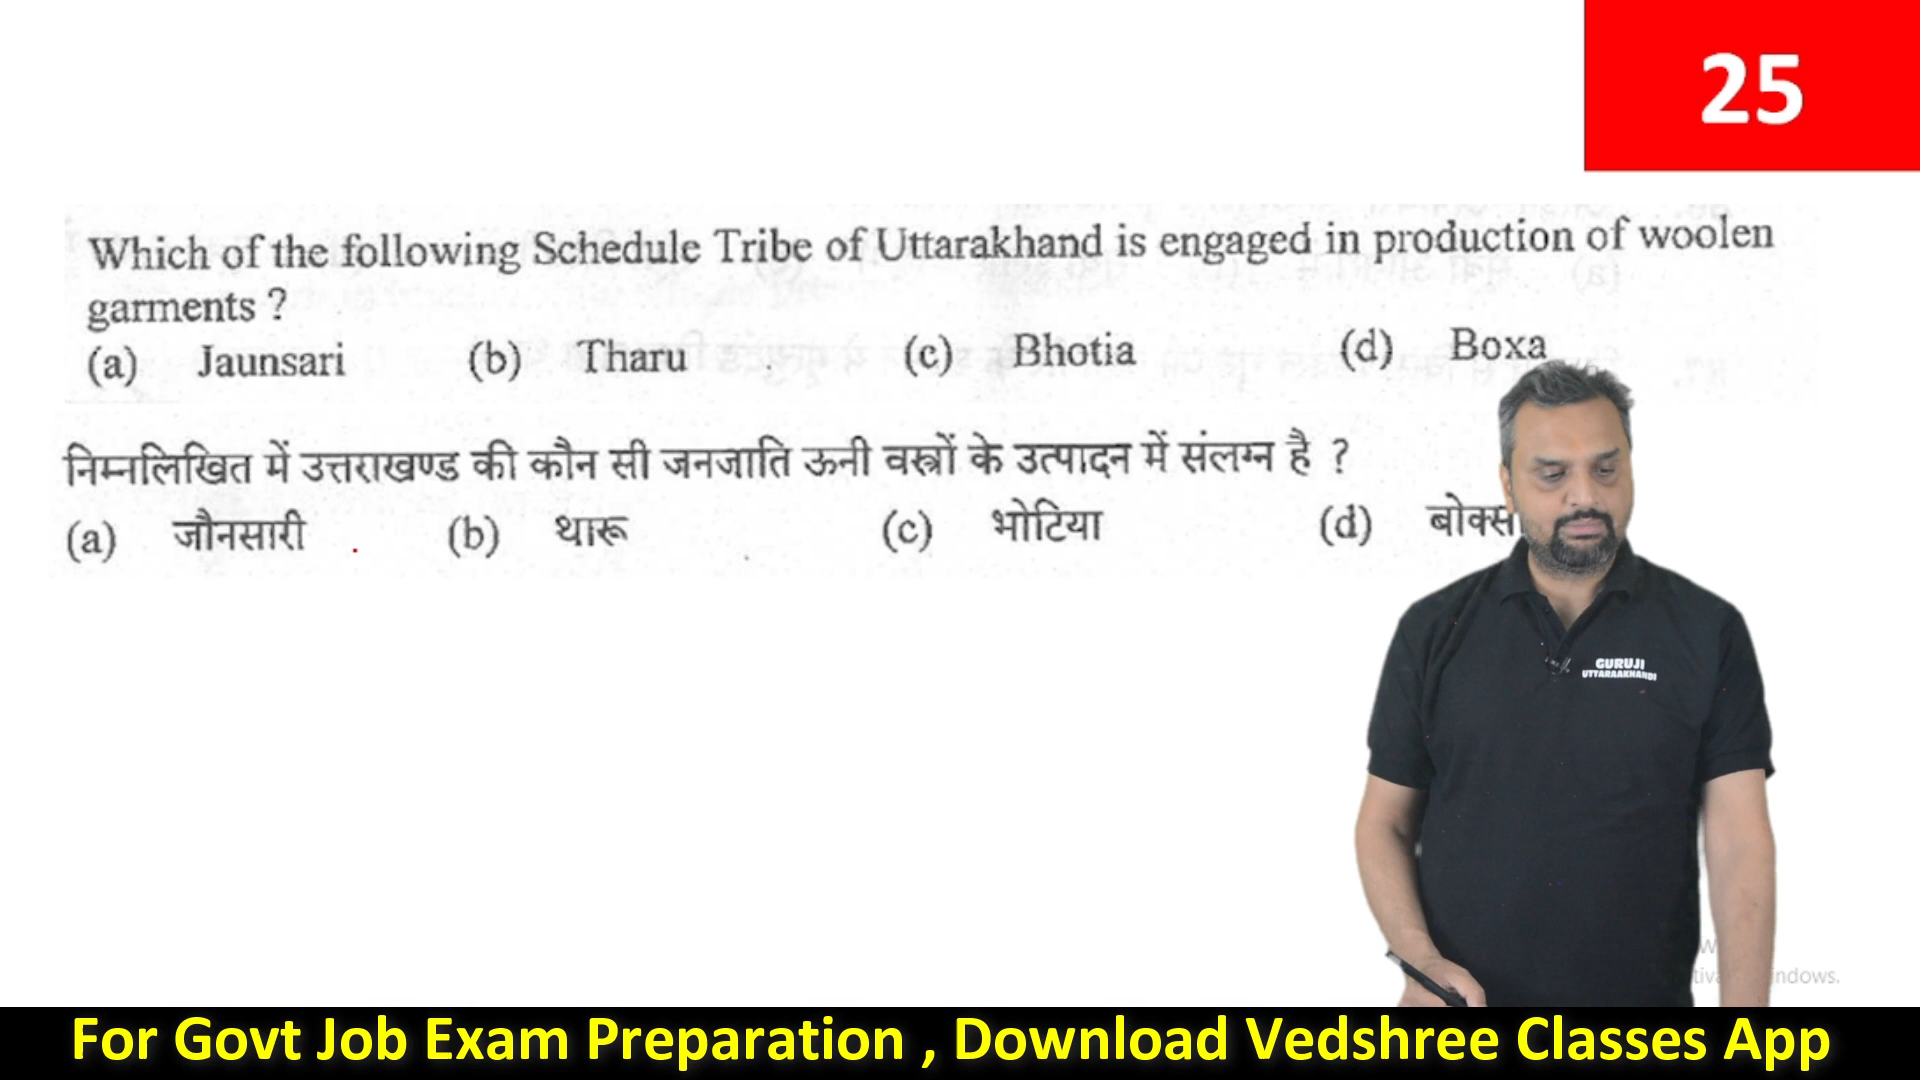 25
Which of the following Schedule Tribe of Uttarakhand is engaged in production of woolen
garments ?
(a) Jaunsari (b) Tharu (c) Bhotia (d) Boxa
निम्नलिखित में उत्तराखण्ड की कौन सी जनजाति ऊनी वस्त्रों के उत्पादन में संलग्न है ?
(a) जौनसारी (b) थारू (c) भोटिया (d) बोक्स
GURUJI
UTTARAAKHANDI
For Govt Job Exam Preparation , Download Vedshree Classes App